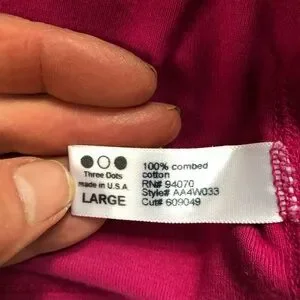 Three Dots
made in U.S.A.
LARGE
100% combed
cotton
RN# 94070
Style# AA4W033
Cut# 609049